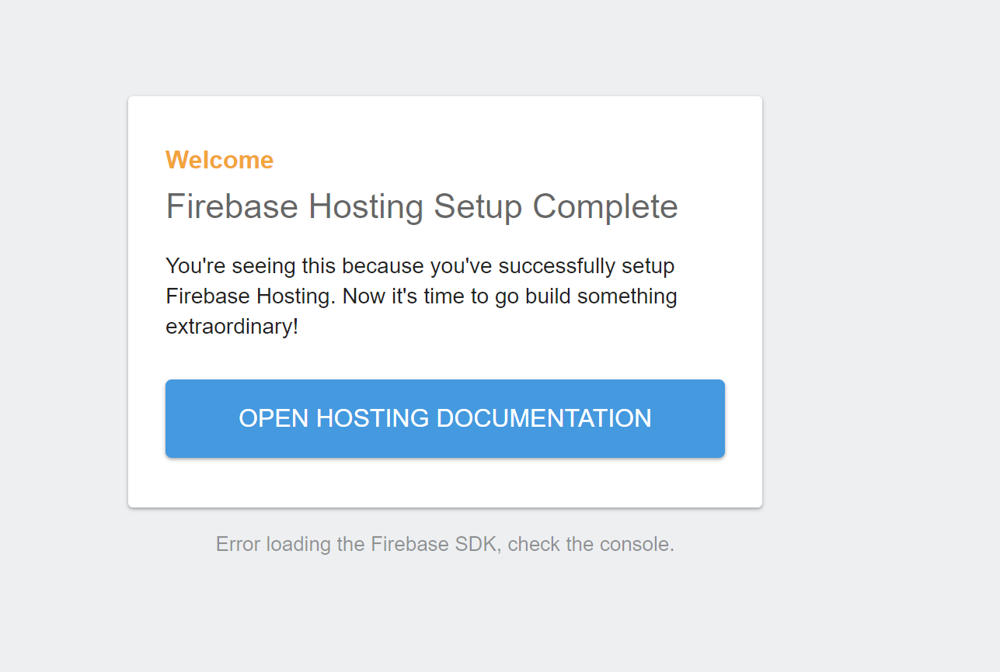 Welcome
Firebase Hosting Setup Complete
You're seeing this because you've successfully setup
Firebase Hosting. Now it's time to go build something
extraordinary!
OPEN HOSTING DOCUMENTATION
Error loading the Firebase SDK, check the console.